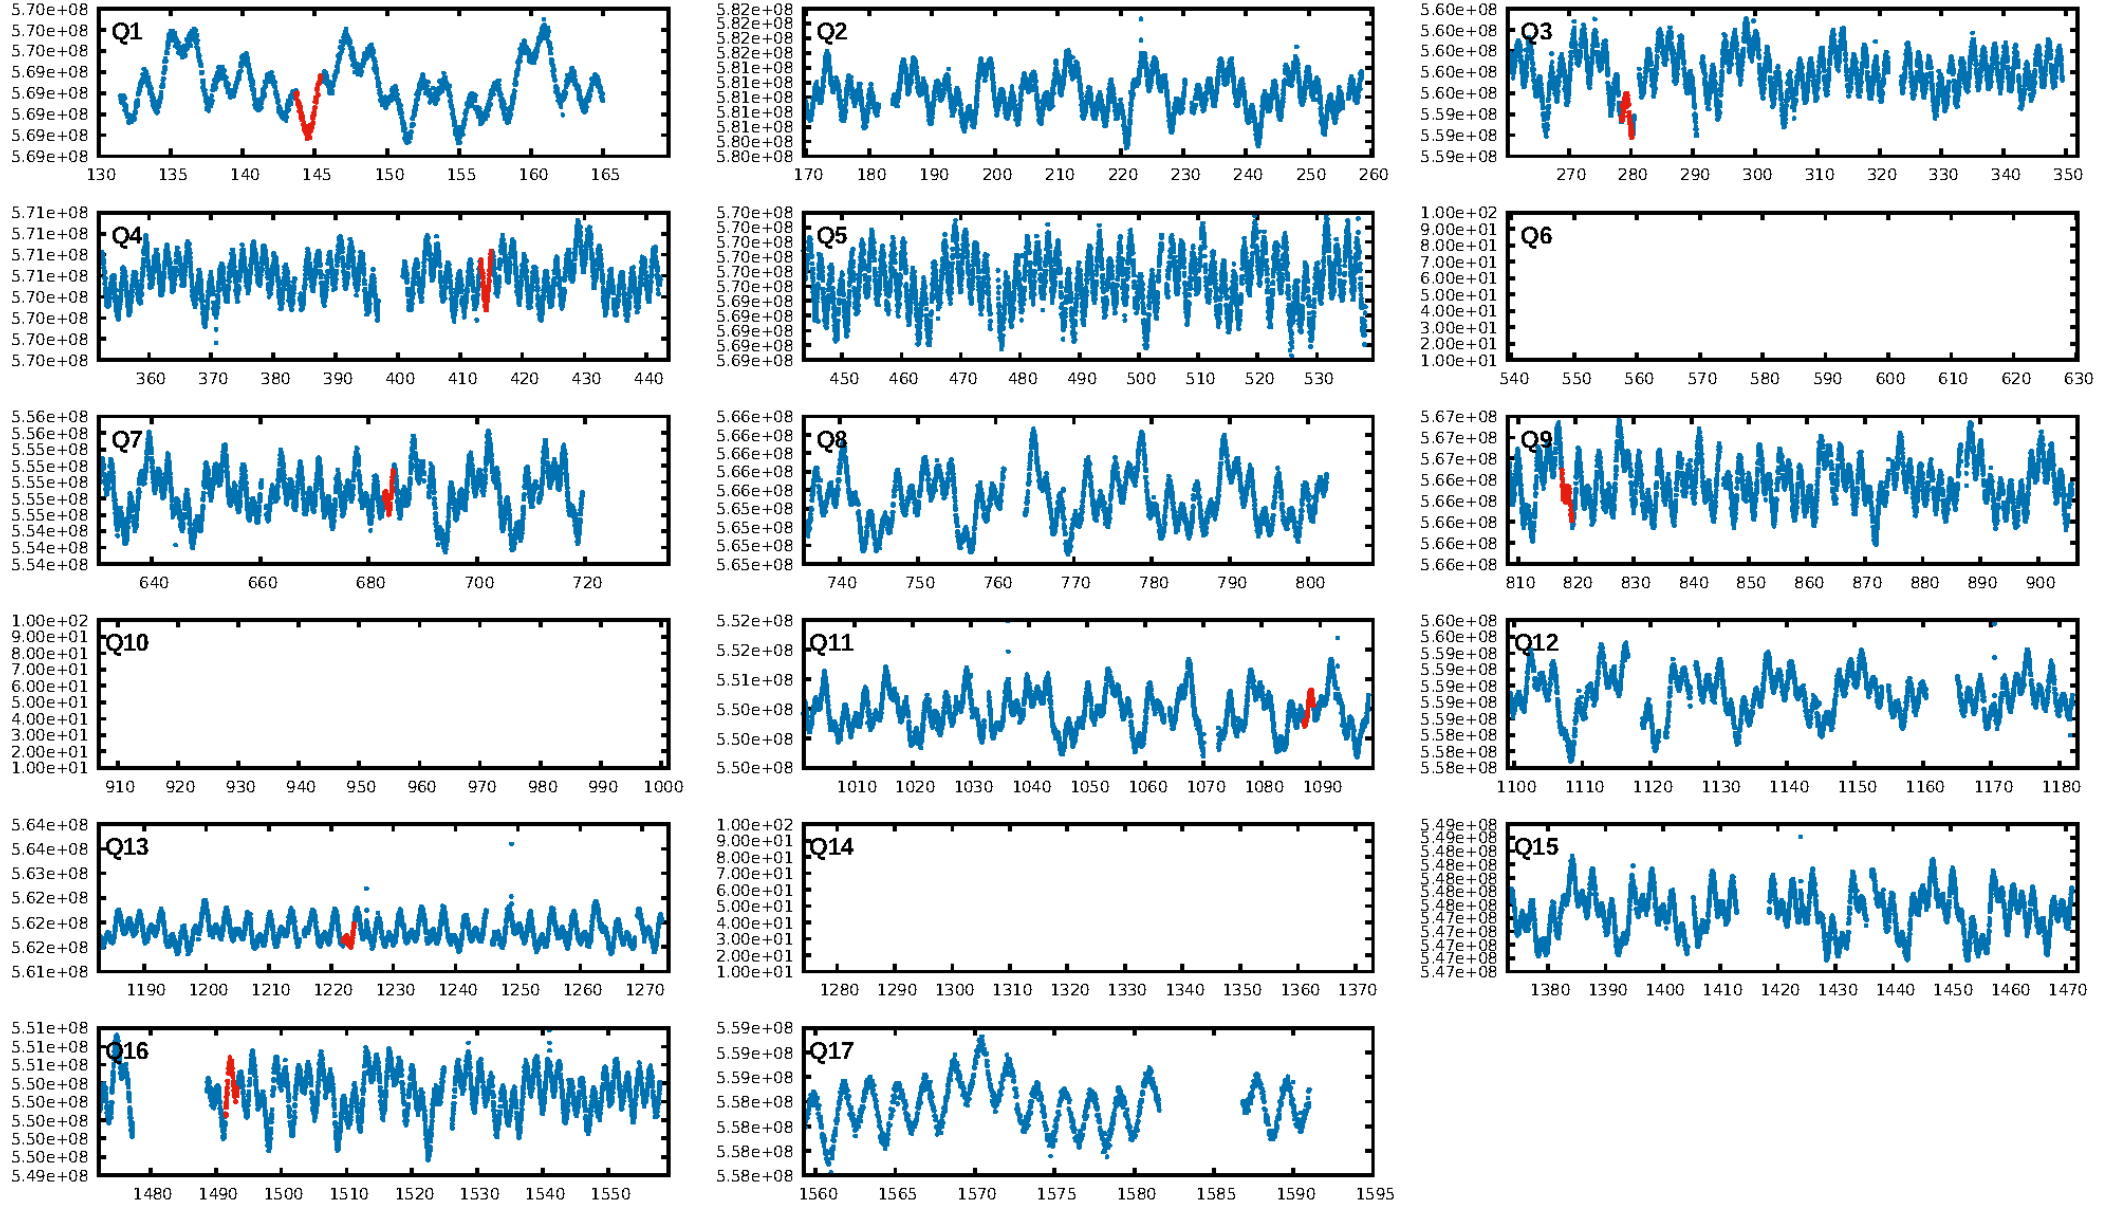 Q1
5.70e+08
5.70e+08
5.70e+08
5.69e+08
5.69e+08
5.69e+08
5.69e+08
5.69e+08
130 135 140 145 150 155 160 165
Q2
5.82e+08
5.82e+08
5.82e+08
5.82e+08
5.81e+08
5.81e+08
5.81e+08
5.81e+08
5.81e+08
5.80e+08
5.80e+08
170 180 190 200 210 220 230 240 250 260
Q3
5.60e+08
5.60e+08
5.60e+08
5.60e+08
5.60e+08
5.59e+08
5.59e+08
5.59e+08
270 280 290 300 310 320 330 340 350
Q4
5.71e+08
5.71e+08
5.71e+08
5.71e+08
5.70e+08
5.70e+08
5.70e+08
5.70e+08
360 370 380 390 400 410 420 430 440
Q5
5.70e+08
5.70e+08
5.70e+08
5.70e+08
5.70e+08
5.70e+08
5.69e+08
5.69e+08
5.69e+08
5.69e+08
5.69e+08
450 460 470 480 490 500 510 520 530
Q6
1.00e+02
9.00e+01
8.00e+01
7.00e+01
6.00e+01
5.00e+01
4.00e+01
3.00e+01
2.00e+01
1.00e+01
540 550 560 570 580 590 600 610 620 630
Q7
5.56e+08
5.56e+08
5.55e+08
5.55e+08
5.55e+08
5.55e+08
5.55e+08
5.54e+08
5.54e+08
5.54e+08
640 660 680 700 720
Q8
5.66e+08
5.66e+08
5.66e+08
5.66e+08
5.66e+08
5.65e+08
5.65e+08
5.65e+08
5.65e+08
740 750 760 770 780 790 800
Q9
5.67e+08
5.67e+08
5.67e+08
5.66e+08
5.66e+08
5.66e+08
5.66e+08
5.66e+08
810 820 830 840 850 860 870 880 890 900
Q10
1.00e+02
9.00e+01
8.00e+01
7.00e+01
6.00e+01
5.00e+01
4.00e+01
3.00e+01
2.00e+01
1.00e+01
910 920 930 940 950 960 970 980 990 1000
Q11
5.52e+08
5.52e+08
5.51e+08
5.50e+08
5.50e+08
5.50e+08
1010 1020 1030 1040 1050 1060 1070 1080 1090
Q12
5.60e+08
5.60e+08
5.59e+08
5.59e+08
5.59e+08
5.59e+08
5.59e+08
5.58e+08
5.58e+08
5.58e+08
1100 1110 1120 1130 1140 1150 1160 1170 1180
Q13
5.64e+08
5.64e+08
5.63e+08
5.62e+08
5.62e+08
5.62e+08
5.61e+08
1190 1200 1210 1220 1230 1240 1250 1260 1270
Q14
1.00e+02
9.00e+01
8.00e+01
7.00e+01
6.00e+01
5.00e+01
4.00e+01
3.00e+01
2.00e+01
1.00e+01
1280 1290 1300 1310 1320 1330 1340 1350 1360 1370
Q15
5.49e+08
5.49e+08
5.48e+08
5.48e+08
5.48e+08
5.48e+08
5.48e+08
5.47e+08
5.47e+08
5.47e+08
5.47e+08
5.47e+08
1380 1390 1400 1410 1420 1430 1440 1450 1460 1470
Q16
5.51e+08
5.51e+08
5.51e+08
5.50e+08
5.50e+08
5.50e+08
5.50e+08
5.50e+08
5.49e+08
1480 1490 1500 1510 1520 1530 1540 1550
Q17
5.59e+08
5.59e+08
5.59e+08
5.58e+08
5.58e+08
5.58e+08
5.58e+08
1560 1565 1570 1575 1580 1585 1590 1595